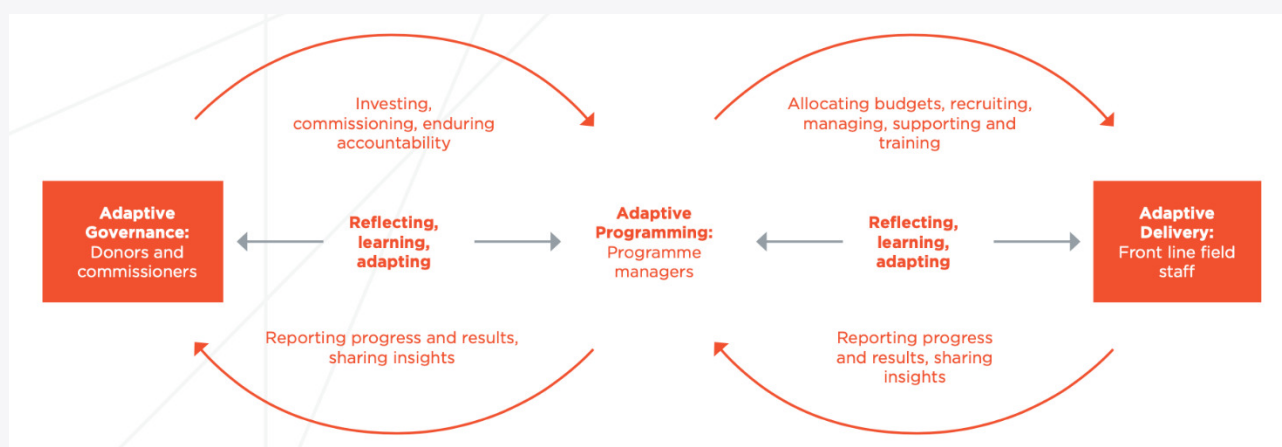 Investing,
commissioning, enduring
accountability
Allocating budgets, recruiting,
managing, supporting and
training
Adaptive
Governance:
Donors and
commissioners
Reflecting,
learning,
adapting
Adaptive
Programming:
Programme
managers
Reflecting,
learning,
adapting
Adaptive
Delivery:
Front line field
staff
Reporting progress and results,
sharing insights
Reporting progress
and results, sharing
insights